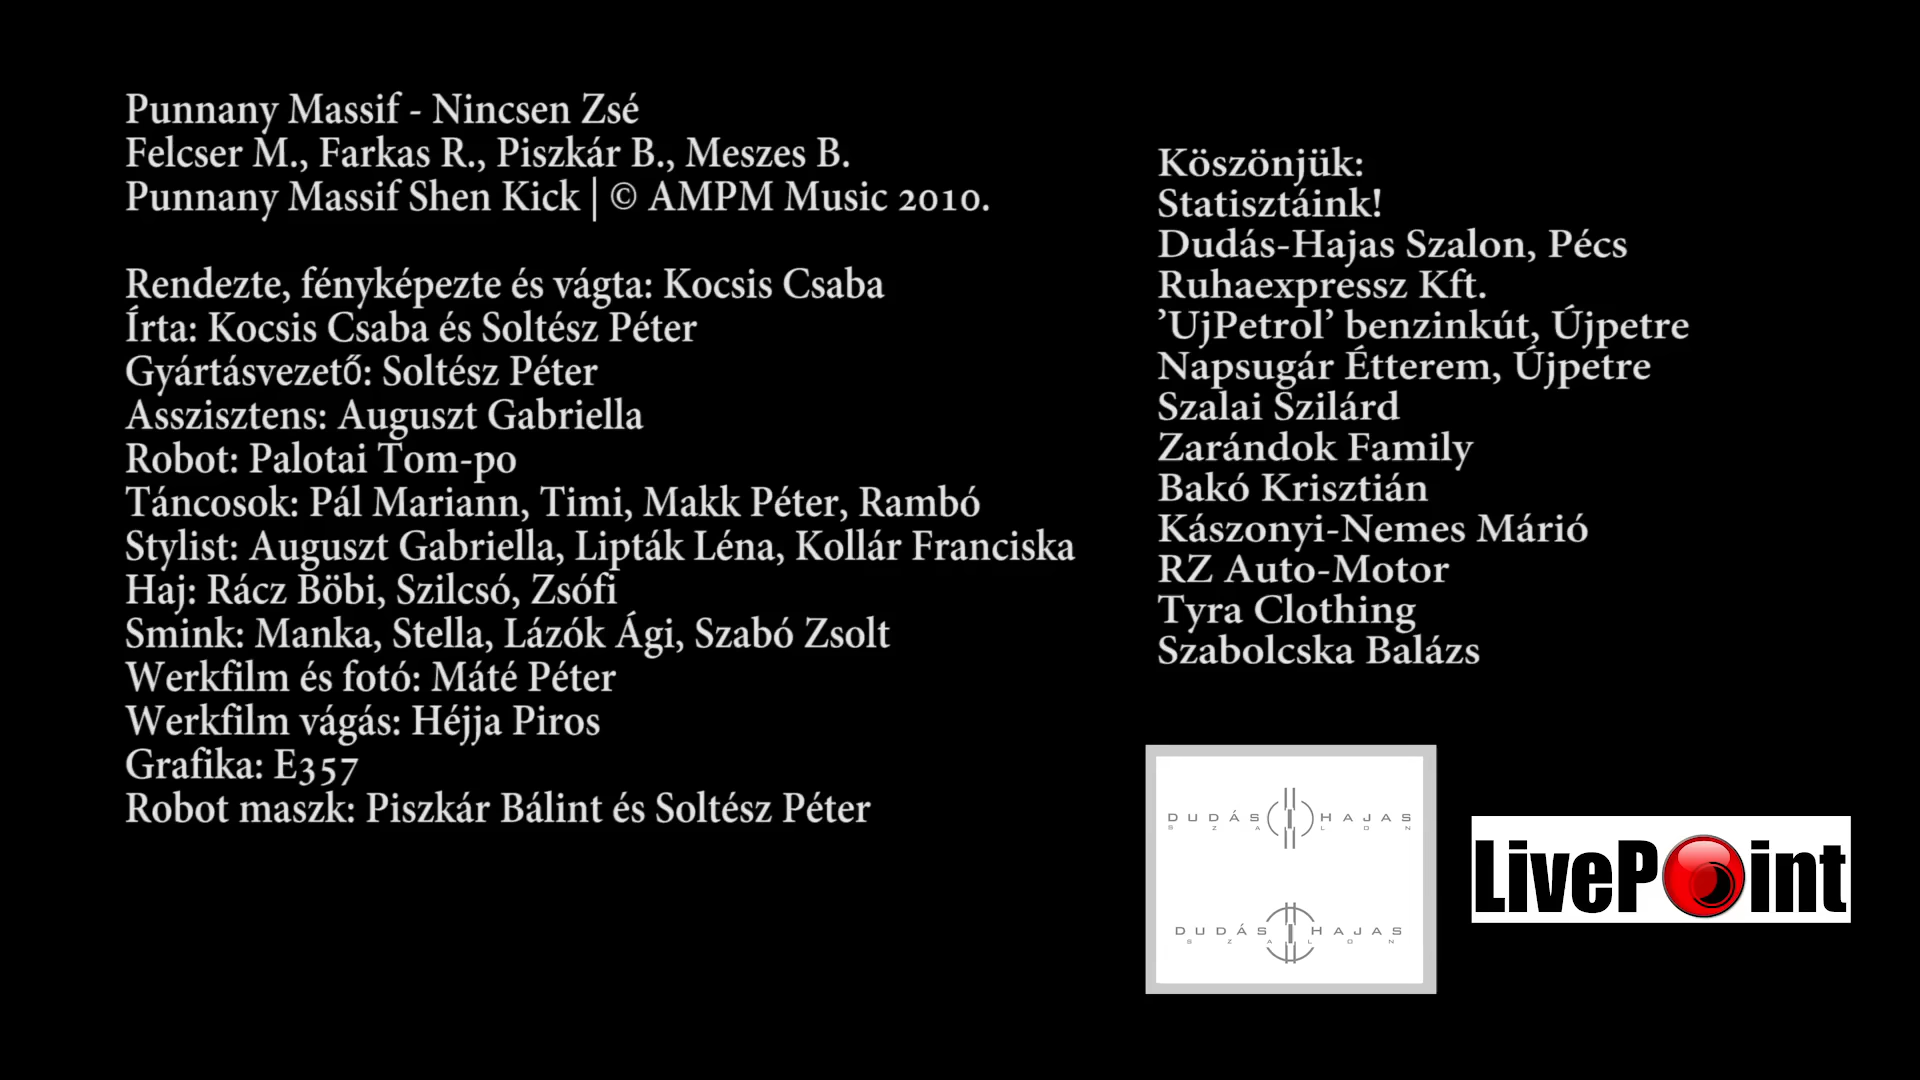 Punnany Massif - Nincsen Zsé
Felcser M., Farkas R., Piszkár B., Meszes B.
Punnany Massif Shen Kick | © AMPM Music 2010.
Rendezte, fényképezte és vágta: Kocsis Csaba
Írta: Kocsis Csaba és Soltész Péter
Gyártásvezető: Soltész Péter
Asszisztens: Auguszt Gabriella
Robot: Palotai Tom-po
Táncosok: Pál Mariann, Timi, Makk Péter, Rambó
Stylist: Auguszt Gabriella, Lipták Léna, Kollár Franciska
Haj: Rácz Böbi, Szilcsó, Zsófi
Smink: Manka, Stella, Lázók Ági, Szabó Zsolt
Werkfilm és fotó: Máté Péter
Werkfilm vágás: Héjja Piros
Grafika: E357
Robot maszk: Piszkár Bálint és Soltész Péter
Köszönjük:
Statisztáink!
Dudás-Hajas Szalon, Pécs
Ruhaexpressz Kft.
’UjPetrol’ benzinkút, Újpetre
Napsugár Étterem, Újpetre
Szalai Szilárd
Zarándok Family
Bakó Krisztián
Kászonyi-Nemes Márió
RZ Auto-Motor
Tyra Clothing
Szabolcska Balázs
DUDÁS HAJAS
SZALON
DUDÁS HAJAS
SZALON
LivePoint